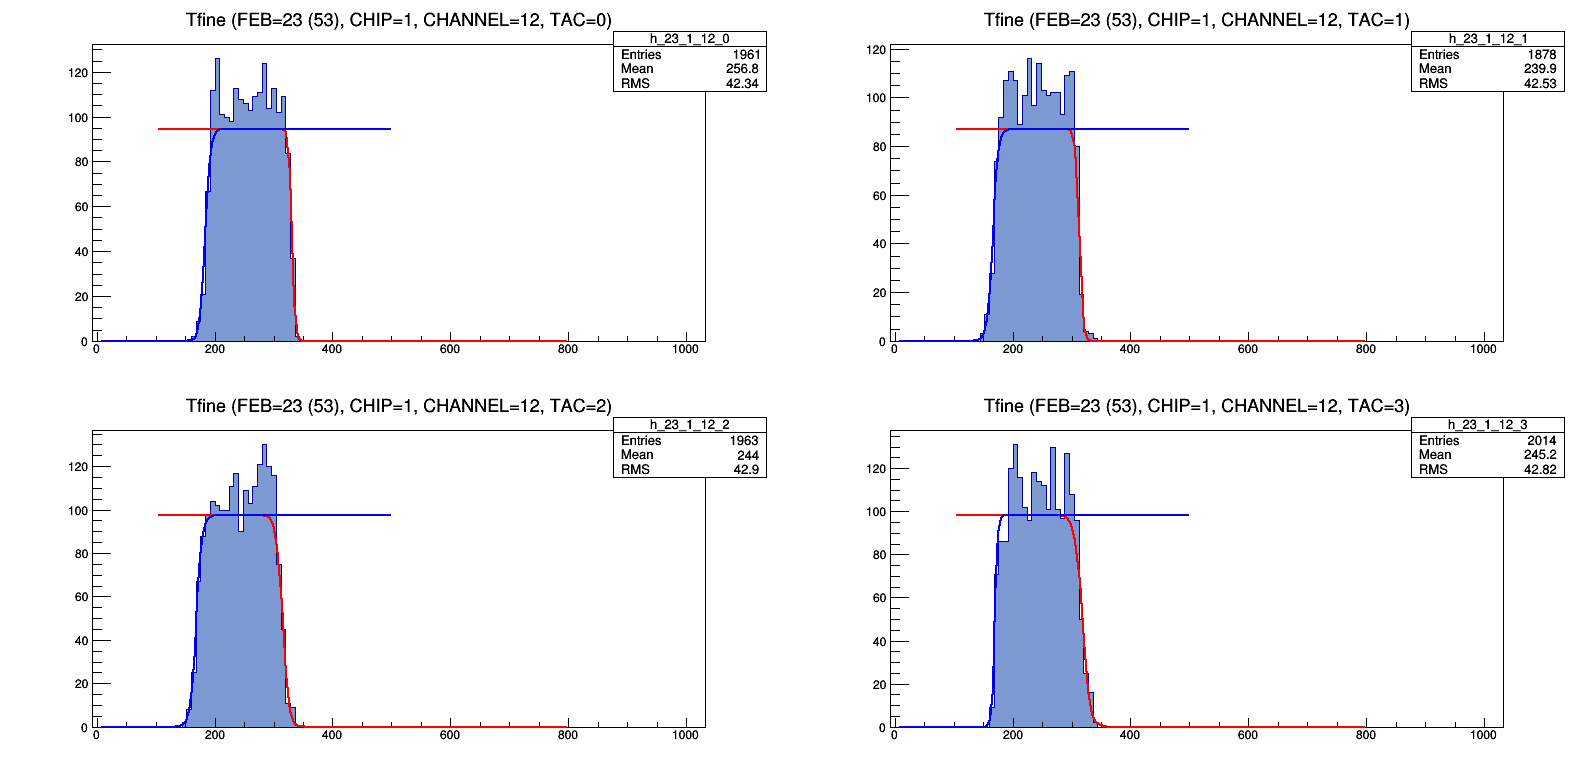 Tfine (FEB=23 (53), CHIP=1, CHANNEL=12, TAC=0)
h_23_1_12_0
Entries 1961
Mean 256.8
RMS 42.34
120
100
80
60
40
20
0
0 200 400 600 800 1000
Tfine (FEB=23 (53), CHIP=1, CHANNEL=12, TAC=1)
h_23_1_12_1
Entries 1878
Mean 239.9
RMS 42.53
120
100
80
60
40
20
0
0 200 400 600 800 1000
Tfine (FEB=23 (53), CHIP=1, CHANNEL=12, TAC=2)
h_23_1_12_2
Entries 1963
Mean 244
RMS 42.9
120
100
80
60
40
20
0
0 200 400 600 800 1000
Tfine (FEB=23 (53), CHIP=1, CHANNEL=12, TAC=3)
h_23_1_12_3
Entries 2014
Mean 245.2
RMS 42.82
120
100
80
60
40
20
0
0 200 400 600 800 1000